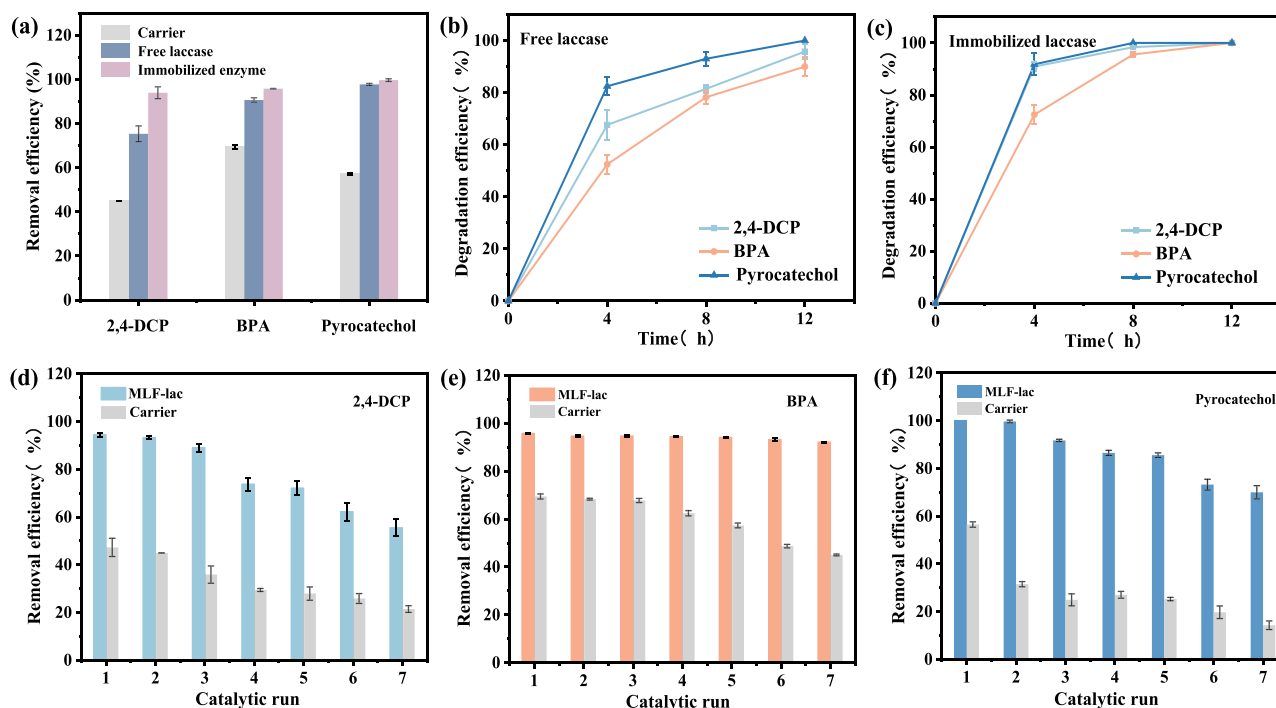 (a)
Carrier
Free laccase
Immobilized enzyme
Removal efficiency (%)
120
100
80
60
40
20
0
2,4-DCP BPA Pyrocatechol
(b)
Free laccase
Degradation efficiency( %)
100
80
60
40
20
0
2,4-DCP
BPA
Pyrocatechol
0 4 8 12
Time( h)
(c)
Immobilized laccase
Degradation efficiency( %)
100
80
60
40
20
0
2,4-DCP
BPA
Pyrocatechol
0 4 8 12
Time( h)
(d)
MLF-lac
Carrier
2,4-DCP
Removal efficiency( %)
120
100
80
60
40
20
0
1 2 3 4 5 6 7
Catalytic run
(e)
MLF-lac
Carrier
BPA
Removal efficiency( %)
120
100
80
60
40
20
0
1 2 3 4 5 6 7
Catalytic run
(f)
MLF-lac
Carrier
Pyrocatechol
Removal efficiency( %)
120
100
80
60
40
20
0
1 2 3 4 5 6 7
Catalytic run